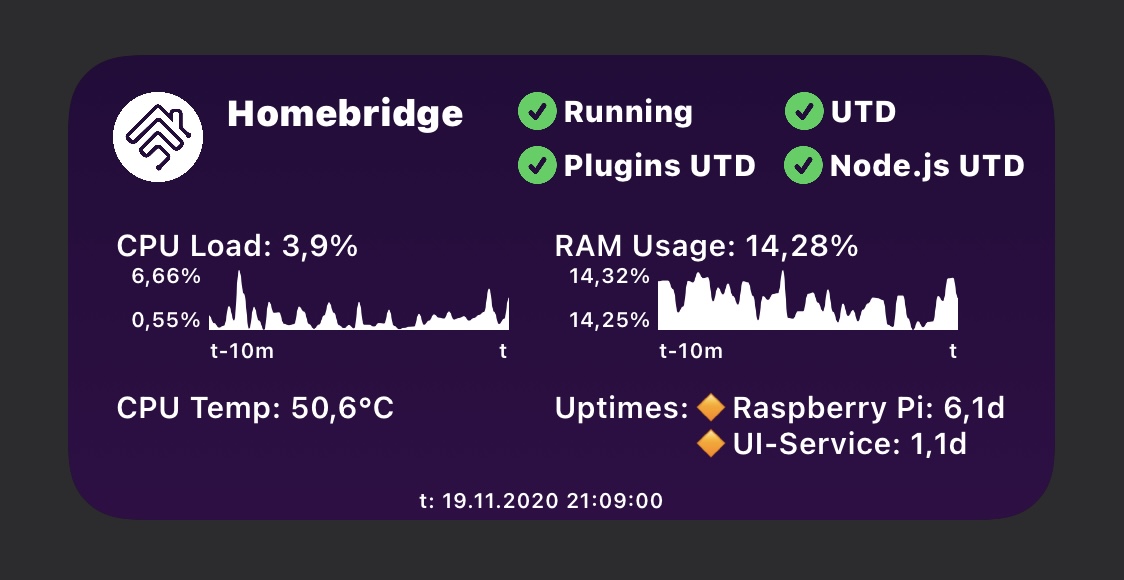 Homebridge
Running
UTD
Plugins UTD
Node.js UTD
CPU Load: 3,9%
6,66%
0,55%
t-10m
t
RAM Usage: 14,28%
14,32%
14,25%
t-10m
t
CPU Temp: 50,6°C
Uptimes: 🔸Raspberry Pi: 6,1d
🔸UI-Service: 1,1d
t: 19.11.2020 21:09:00